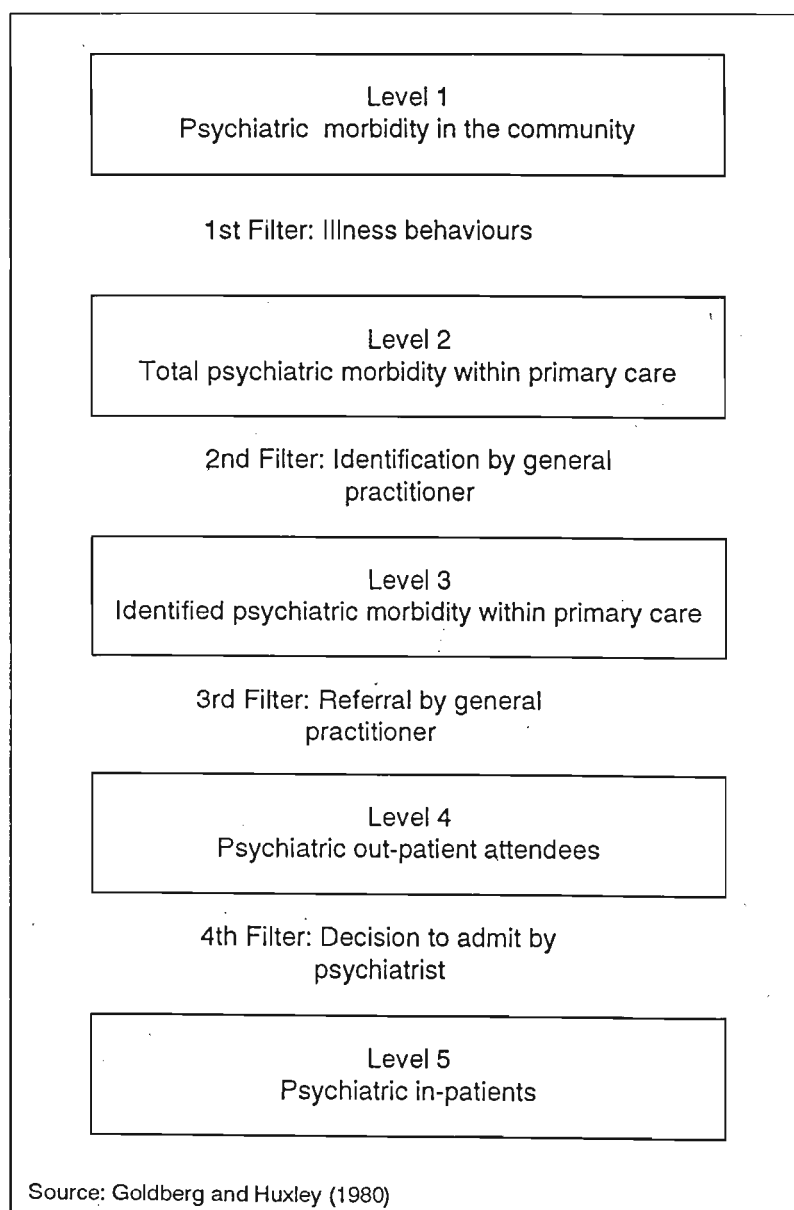 Level 1
Psychiatric morbidity in the community
1st Filter: Illness behaviours
Level 2
Total psychiatric morbidity within primary care
2nd Filter: Identification by general
practitioner
Level 3
Identified psychiatric morbidity within primary care
3rd Filter: Referral by general
practitioner
Level 4
Psychiatric out-patient attendees
4th Filter: Decision to admit by
psychiatrist
Level 5
Psychiatric in-patients
Source: Goldberg and Huxley (1980)